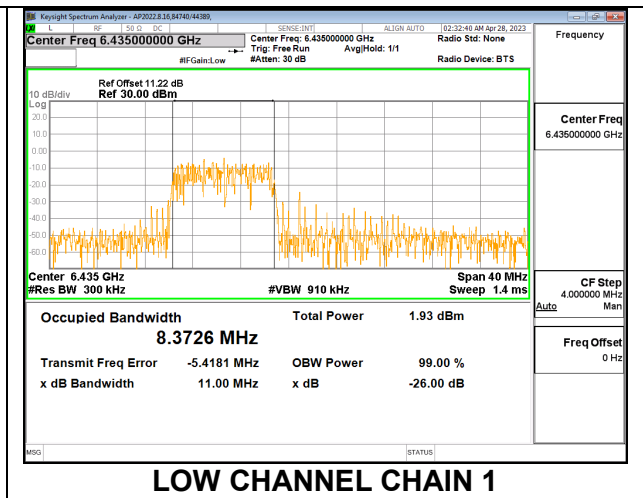 Keysight Spectrum Analyzer - AP2022.8.16,84740/44389,
L RF 50 Ω DC SENSE:INT ALIGN AUTO 02:32:40 AM Apr 28, 2023
Center Freq 6.435000000 GHz
Center Freq: 6.435000000 GHz
Radio Std: None
Trig: Free Run Avg|Hold: 1/1
#IFGain:Low #Atten: 30 dB Radio Device: BTS
Frequency
Ref Offset 11.22 dB
10 dB/div Ref 30.00 dBm
Log
20.0
10.0
0.00
-10.0
-20.0
-30.0
-40.0
-50.0
-60.0
Center 6.435 GHz Span 40 MHz
#Res BW 300 kHz #VBW 910 kHz Sweep 1.4 ms
Center Freq
6.435000000 GHz
CF Step
4.000000 MHz
Auto Man
Freq Offset
0 Hz
Occupied Bandwidth Total Power 1.93 dBm
8.3726 MHz
Transmit Freq Error -5.4181 MHz OBW Power 99.00 %
x dB Bandwidth 11.00 MHz x dB -26.00 dB
MSG STATUS
LOW CHANNEL CHAIN 1